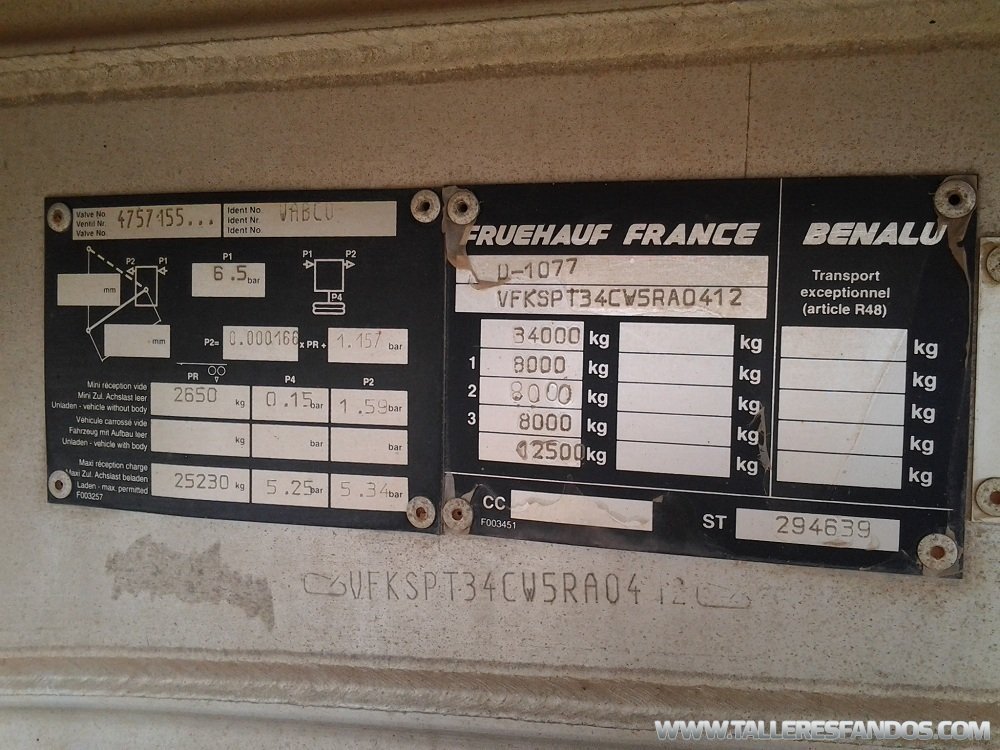 Valve No 4757155... Ident No. WABCO
Ventil Nr. Ident Nr.
Valve No. Ident No.
P2 P1 P1 P1 P2
6.5 bar
mm P4
mm P2= 0.000166 x PR + 1.157 bar
PR P4 P2
Mini réception vide
Mini Zul. Achslast leer 2650 kg 0.15 bar 1.59 bar
Unladen - vehicle without body
Véhicule carrossé vide
Fahrzeug mit Aufbau leer kg bar bar
Unladen - vehicle with body
Maxi réception charge
Maxi Zul. Achslast beladen 25230 kg 5.25 bar 5.34 bar
Laden - max. permitted
F003257
FRUEHAUF FRANCE
D-1077
VFKSPT34CW5RA0412
34000 kg kg
1 8000 kg kg
2 8000 kg kg
3 8000 kg kg
12500 kg kg
CC ST 294639
F003451
BENALU
Transport
exceptionnel
(article R48)
kg
kg
kg
kg
kg
VFKSPT34CW5RA0412
WWW.TALLERESFANDOS.COM